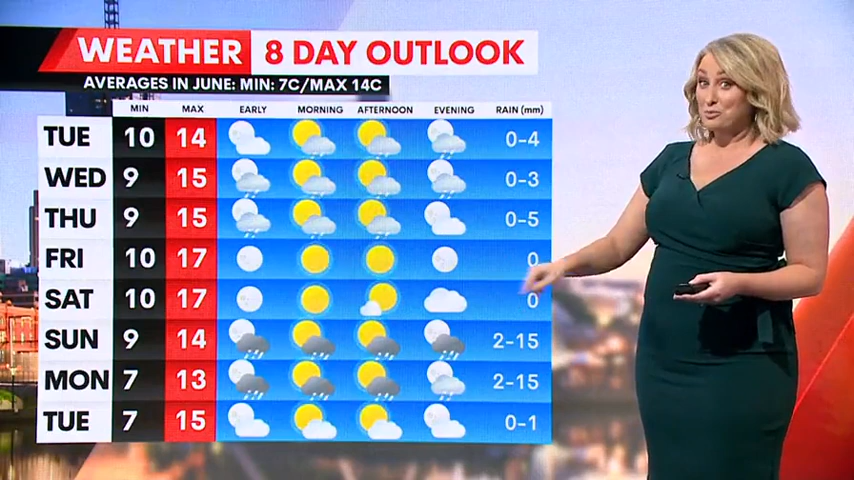 WEATHER 8 DAY OUTLOOK
AVERAGES IN JUNE: MIN: 7C/MAX 14C
MIN MAX EARLY MORNING AFTERNOON EVENING RAIN (mm)
TUE 10 14 0-4
WED 9 15 0-3
THU 9 15 0-5
FRI 10 17 0
SAT 10 17 0
SUN 9 14 2-15
MON 7 13 2-15
TUE 7 15 0-1